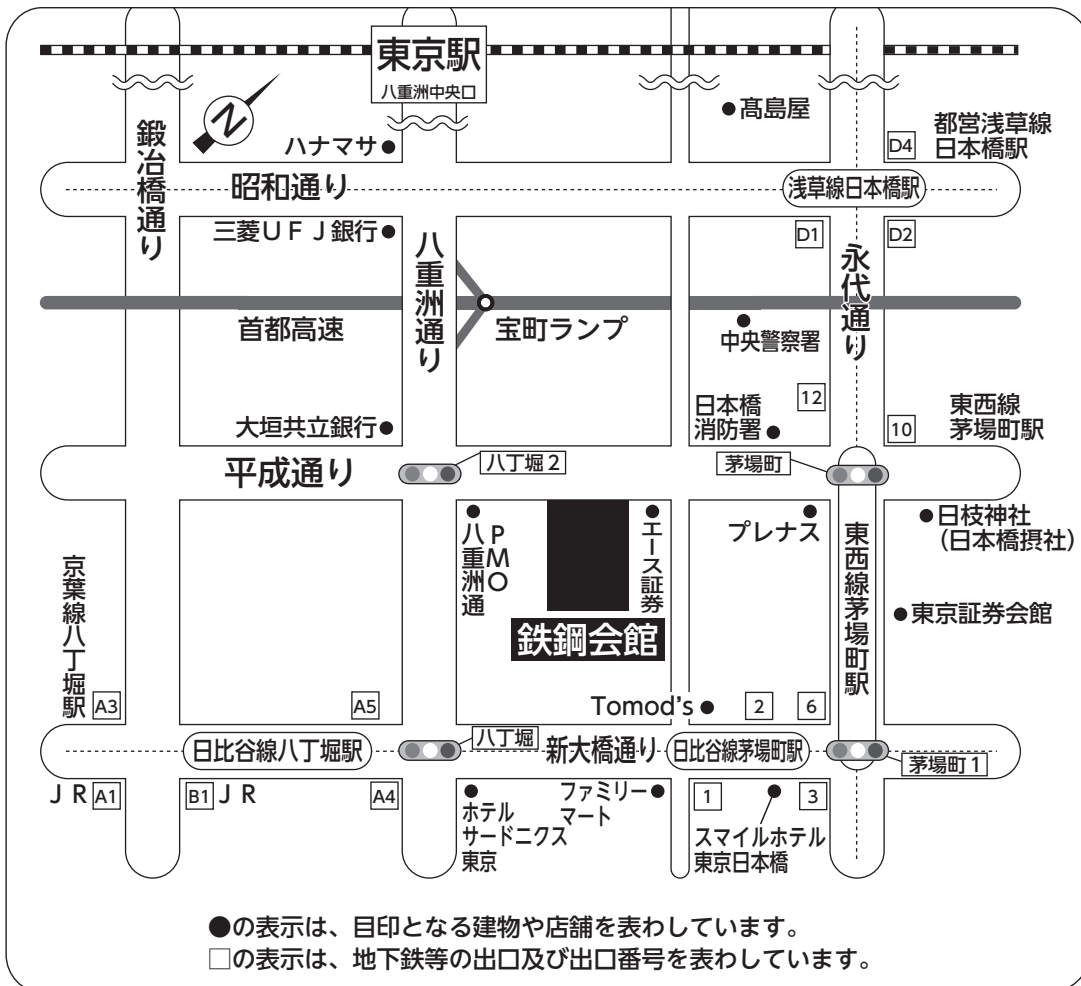 東京駅
八重洲中央口
N
鍛冶橋通り
ハナマサ
髙島屋
D4
都営浅草線
日本橋駅
昭和通り
浅草線日本橋駅
三菱UFJ銀行
八重洲通り
D1
D2
永代通り
首都高速
宝町ランプ
中央警察署
大垣共立銀行
日本橋
消防署
12
10
東西線
茅場町駅
平成通り
八丁堀2
茅場町
PMO
八重洲通
エース証券
プレナス
東西線茅場町駅
日枝神社
(日本橋摂社)
東京証券会館
鉄鋼会館
京葉線八丁堀駅
A3
A5
Tomod's
2
6
日比谷線八丁堀駅
八丁堀
新大橋通り
日比谷線茅場町駅
茅場町1
JR A1
B1 JR
A4
ホテル
サードニクス
東京
ファミリー
マート
1
3
スマイルホテル
東京日本橋
●の表示は、目印となる建物や店舗を表わしています。
□の表示は、地下鉄等の出口及び出口番号を表わしています。